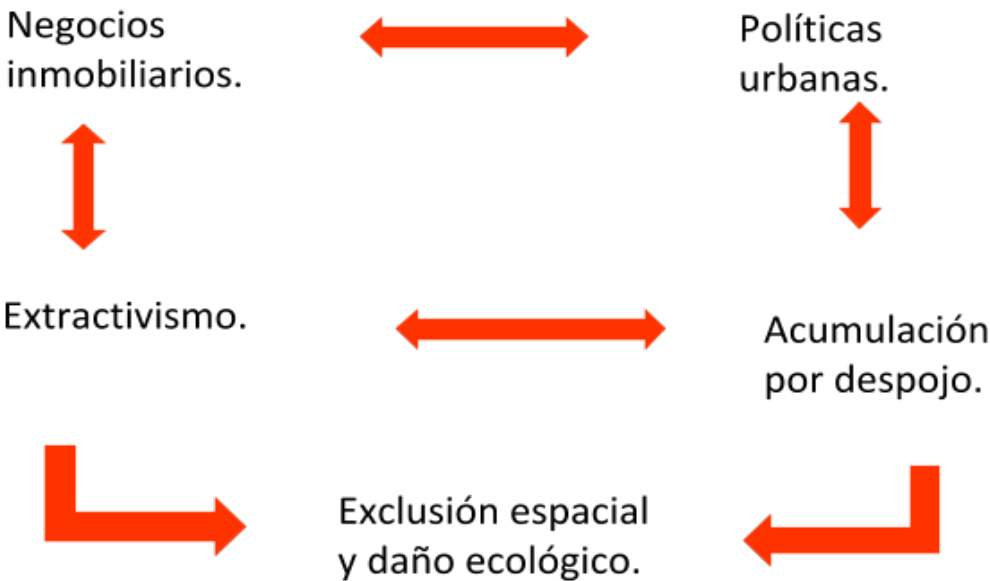 Negocios
inmobiliarios.
Políticas
urbanas.
Extractivismo.
Acumulación
por despojo.
Exclusión espacial
y daño ecológico.